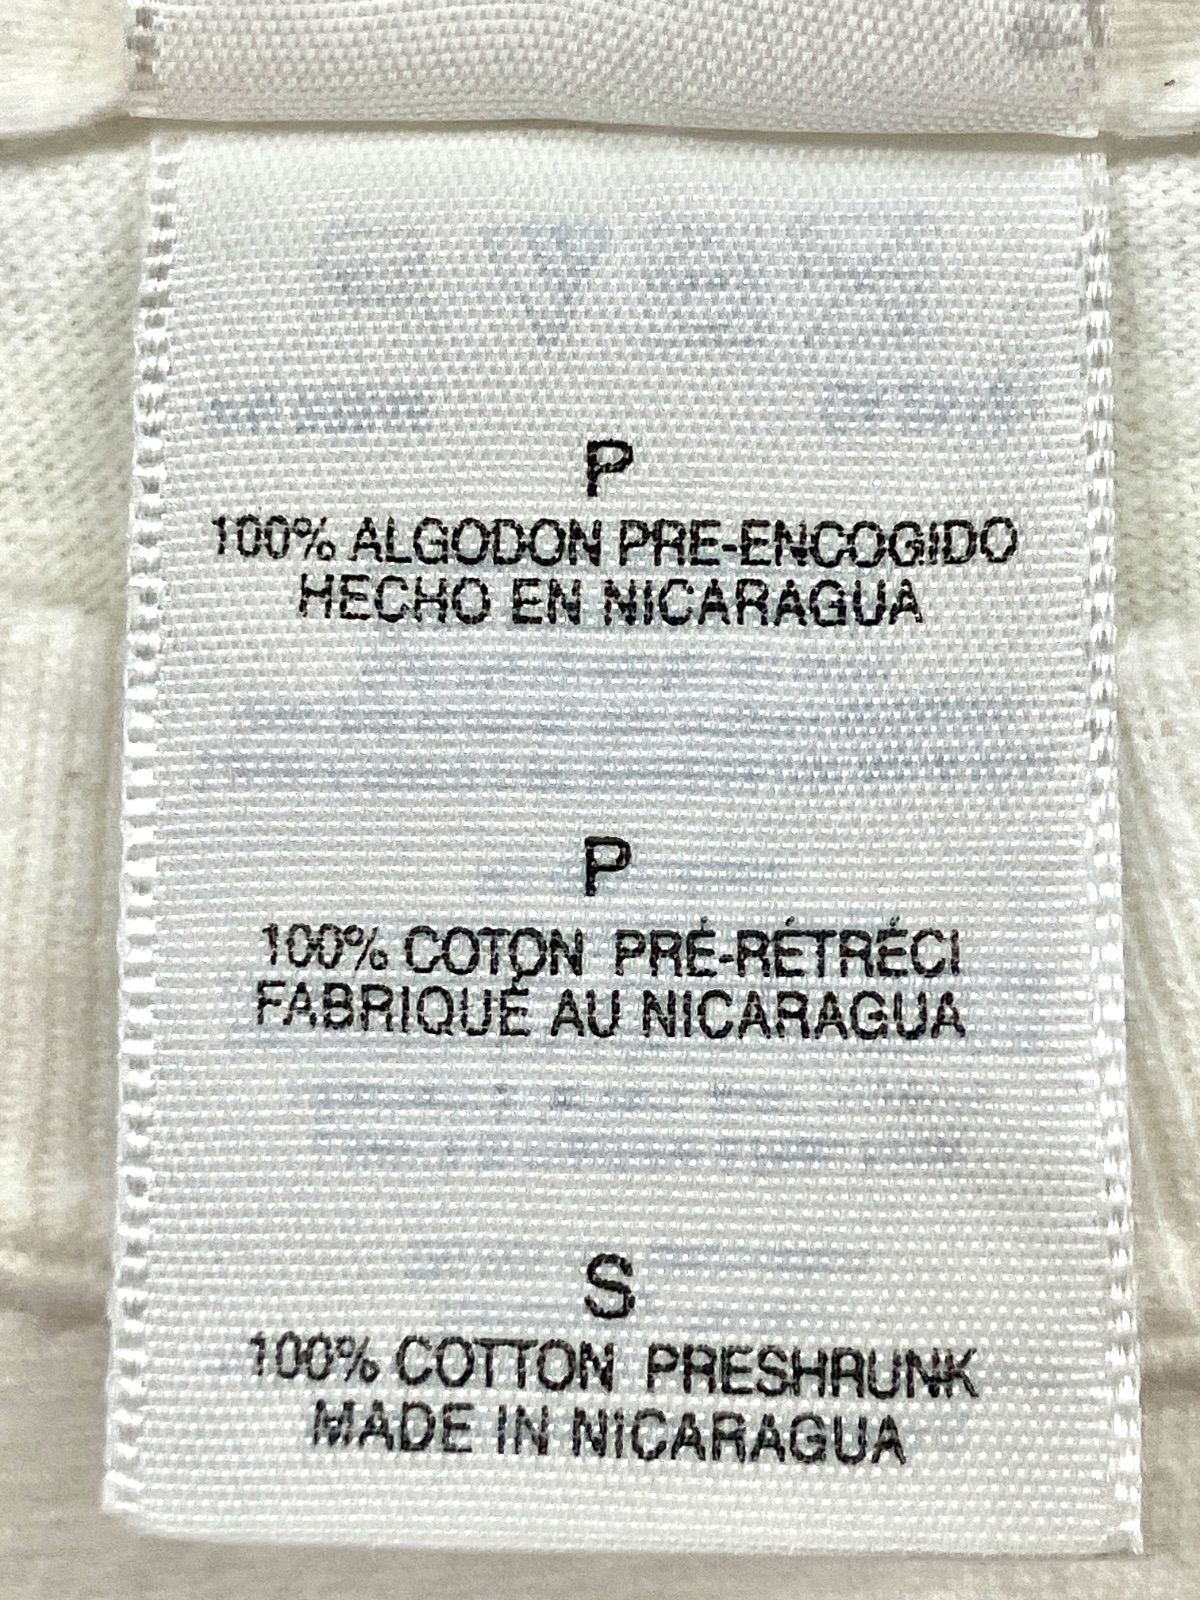 P
100% ALGODON PRE-ENCOGIDO
HECHO EN NICARAGUA
P
100% COTON PRÉ-RÉTRÉCI
FABRIQUÉ AU NICARAGUA
S
100% COTTON PRESHRUNK
MADE IN NICARAGUA